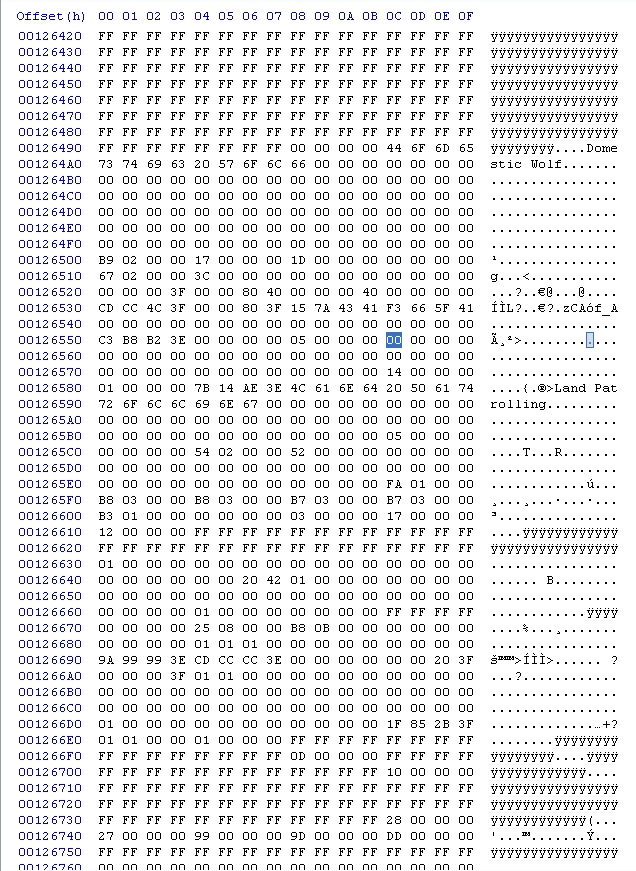 Offset(h) 00 01 02 03 04 05 06 07 08 09 0A 0B 0C 0D 0E 0F
00126420 FF FF FF FF FF FF FF FF FF FF FF FF FF FF FF FF ÿÿÿÿÿÿÿÿÿÿÿÿÿÿÿÿ
00126430 FF FF FF FF FF FF FF FF FF FF FF FF FF FF FF FF ÿÿÿÿÿÿÿÿÿÿÿÿÿÿÿÿ
00126440 FF FF FF FF FF FF FF FF FF FF FF FF FF FF FF FF ÿÿÿÿÿÿÿÿÿÿÿÿÿÿÿÿ
00126450 FF FF FF FF FF FF FF FF FF FF FF FF FF FF FF FF ÿÿÿÿÿÿÿÿÿÿÿÿÿÿÿÿ
00126460 FF FF FF FF FF FF FF FF FF FF FF FF FF FF FF FF ÿÿÿÿÿÿÿÿÿÿÿÿÿÿÿÿ
00126470 FF FF FF FF FF FF FF FF FF FF FF FF FF FF FF FF ÿÿÿÿÿÿÿÿÿÿÿÿÿÿÿÿ
00126480 FF FF FF FF FF FF FF FF FF FF FF FF FF FF FF FF ÿÿÿÿÿÿÿÿÿÿÿÿÿÿÿÿ
00126490 FF FF FF FF FF FF FF FF 00 00 00 00 44 6F 6D 65 ÿÿÿÿÿÿÿÿ....Dome
001264A0 73 74 69 63 20 57 6F 6C 66 00 00 00 00 00 00 00 stic Wolf.......
001264B0 00 00 00 00 00 00 00 00 00 00 00 00 00 00 00 00 ................
001264C0 00 00 00 00 00 00 00 00 00 00 00 00 00 00 00 00 ................
001264D0 00 00 00 00 00 00 00 00 00 00 00 00 00 00 00 00 ................
001264E0 00 00 00 00 00 00 00 00 00 00 00 00 00 00 00 00 ................
001264F0 00 00 00 00 00 00 00 00 00 00 00 00 00 00 00 00 ................
00126500 B9 02 00 00 17 00 00 00 1D 00 00 00 00 00 00 00 ¹...............
00126510 67 02 00 00 3C 00 00 00 00 00 00 00 00 00 00 00 g...<...........
00126520 00 00 00 3F 00 00 80 40 00 00 00 40 00 00 00 00 ...?..€@...@....
00126530 CD CC 4C 3F 00 00 80 3F 15 7A 43 41 F3 66 5F 41 ÍÌL?..€?.zCAóf_A
00126540 00 00 00 00 00 00 00 00 00 00 00 00 00 00 00 00 ................
00126550 C3 B8 B2 3E 00 00 00 00 05 00 00 00 00 00 00 00 Ã¸²>............
00126560 00 00 00 00 00 00 00 00 00 00 00 00 00 00 00 00 ................
00126570 00 00 00 00 00 00 00 00 00 00 00 00 14 00 00 00 ................
00126580 01 00 00 00 7B 14 AE 3E 4C 61 6E 64 20 50 61 74 ....{.®>Land Pat
00126590 72 6F 6C 6C 69 6E 67 00 00 00 00 00 00 00 00 00 rolling.........
001265A0 00 00 00 00 00 00 00 00 00 00 00 00 00 00 00 00 ................
001265B0 00 00 00 00 00 00 00 00 00 00 00 00 05 00 00 00 ................
001265C0 00 00 00 00 54 02 00 00 52 00 00 00 00 00 00 00 ....T...R.......
001265D0 00 00 00 00 00 00 00 00 00 00 00 00 00 00 00 00 ................
001265E0 00 00 00 00 00 00 00 00 00 00 00 00 FA 01 00 00 ............ú...
001265F0 B8 03 00 00 B8 03 00 00 B7 03 00 00 B7 03 00 00 ¸...¸...·...·...
00126600 B3 01 00 00 00 00 00 00 03 00 00 00 17 00 00 00 ³...............
00126610 12 00 00 00 FF FF FF FF FF FF FF FF FF FF FF FF ....ÿÿÿÿÿÿÿÿÿÿÿÿ
00126620 FF FF FF FF FF FF FF FF FF FF FF FF FF FF FF FF ÿÿÿÿÿÿÿÿÿÿÿÿÿÿÿÿ
00126630 01 00 00 00 00 00 00 00 00 00 00 00 00 00 00 00 ................
00126640 00 00 00 00 00 00 20 42 01 00 00 00 00 00 00 00 ...... B........
00126650 00 00 00 00 00 00 00 00 00 00 00 00 00 00 00 00 ................
00126660 00 00 00 00 01 00 00 00 00 00 00 00 FF FF FF FF ............ÿÿÿÿ
00126670 00 00 00 00 25 08 00 00 B8 0B 00 00 00 00 00 00 ....%...¸.......
00126680 00 00 00 00 01 01 01 00 00 00 00 00 00 00 00 00 ................
00126690 9A 99 99 3E CD CC CC 3E 00 00 00 00 00 00 20 3F š™™>ÍÌÌ>...... ?
001266A0 00 00 00 3F 01 01 00 00 00 00 00 00 00 00 00 00 ...?............
001266B0 00 00 00 00 00 00 00 00 00 00 00 00 00 00 00 00 ................
001266C0 00 00 00 00 00 00 00 00 00 00 00 00 00 00 00 00 ................
001266D0 01 00 00 00 00 00 00 00 00 00 00 00 1F 85 2B 3F .............…+?
001266E0 01 01 00 00 01 00 00 00 FF FF FF FF FF FF FF FF ........ÿÿÿÿÿÿÿÿ
001266F0 FF FF FF FF FF FF FF FF 0D 00 00 00 FF FF FF FF ÿÿÿÿÿÿÿÿ....ÿÿÿÿ
00126700 FF FF FF FF FF FF FF FF FF FF FF FF 10 00 00 00 ÿÿÿÿÿÿÿÿÿÿÿÿ....
00126710 FF FF FF FF FF FF FF FF FF FF FF FF FF FF FF FF ÿÿÿÿÿÿÿÿÿÿÿÿÿÿÿÿ
00126720 FF FF FF FF FF FF FF FF FF FF FF FF FF FF FF FF ÿÿÿÿÿÿÿÿÿÿÿÿÿÿÿÿ
00126730 FF FF FF FF FF FF FF FF FF FF FF FF 28 00 00 00 ÿÿÿÿÿÿÿÿÿÿÿÿ(...
00126740 27 00 00 00 99 00 00 00 9D 00 00 00 DD 00 00 00 '...™.......Ý...
00126750 FF FF FF FF FF FF FF FF FF FF FF FF FF FF FF FF ÿÿÿÿÿÿÿÿÿÿÿÿÿÿÿÿ